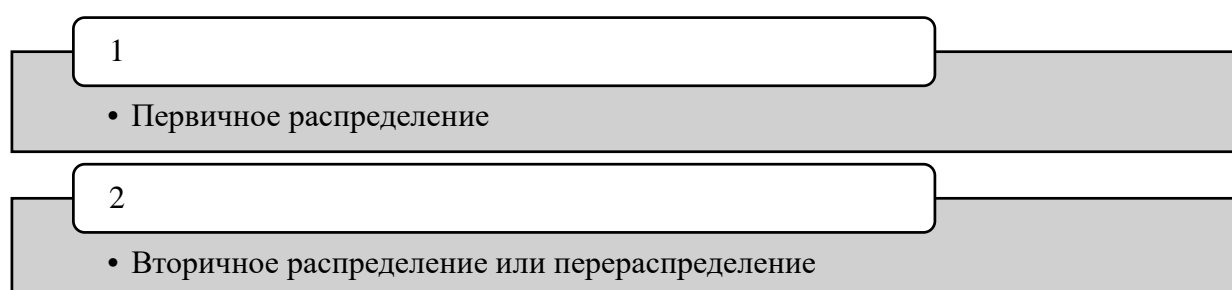 1
• Первичное распределение
2
• Вторичное распределение или перераспределение